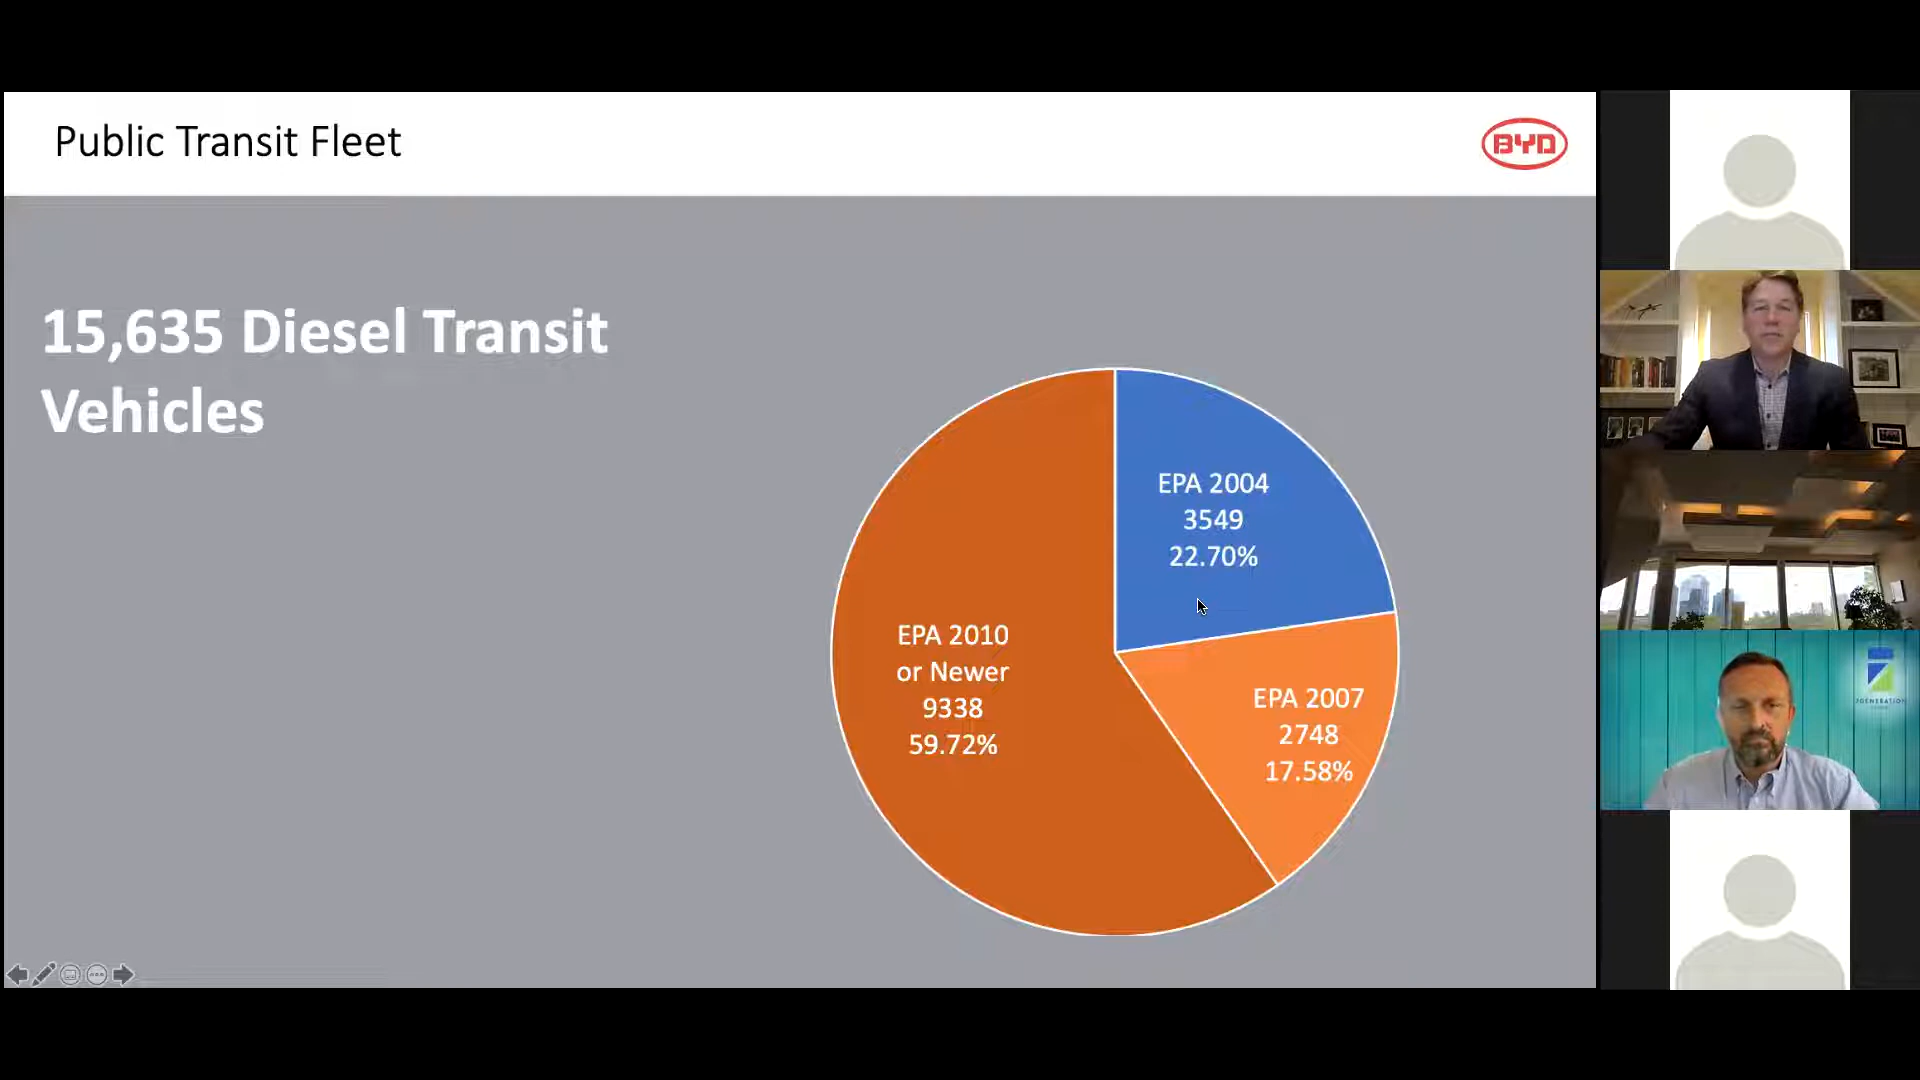 Public Transit Fleet
BYD
15,635 Diesel Transit
Vehicles
EPA 2004
3549
22.70%
EPA 2010
or Newer
9338
59.72%
EPA 2007
2748
17.58%
7GENERATION